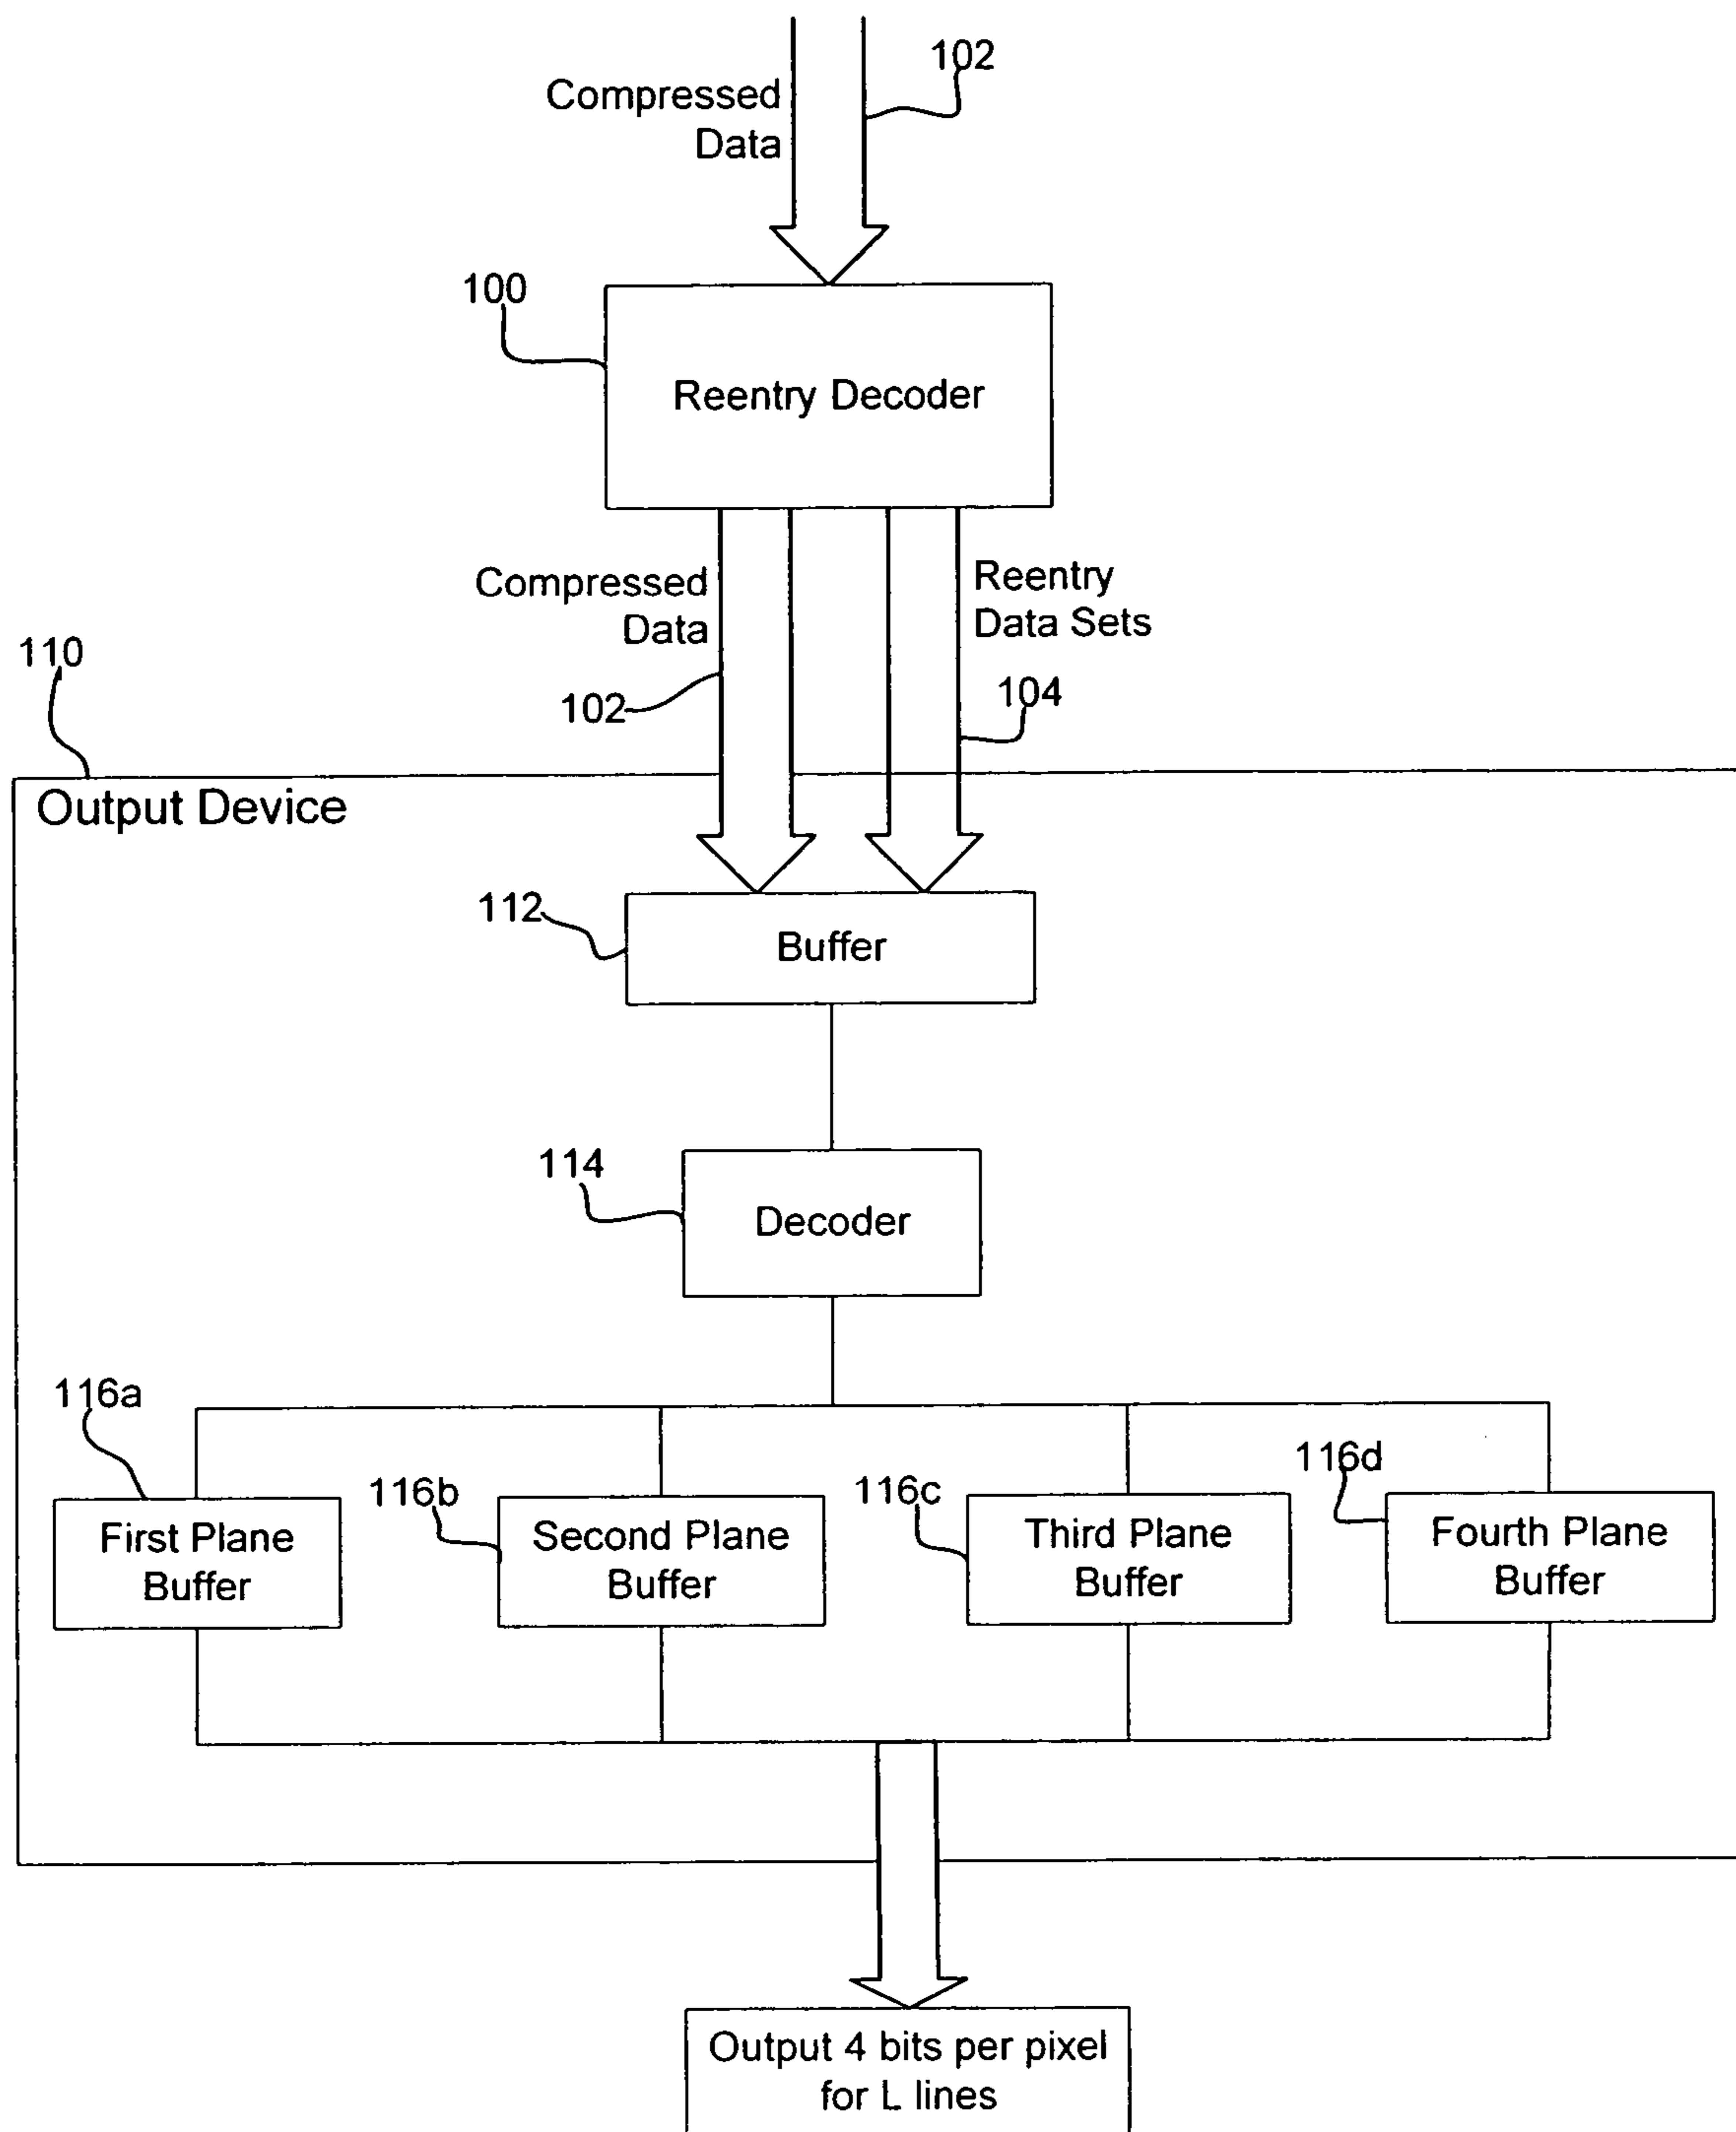 102
Compressed
Data
100
Reentry Decoder
Compressed
Data
Reentry
Data Sets
110
102
104
Output Device
112
Buffer
114
Decoder
116a
116b
116c
116d
First Plane
Buffer
Second Plane
Buffer
Third Plane
Buffer
Fourth Plane
Buffer
Output 4 bits per pixel
for L lines